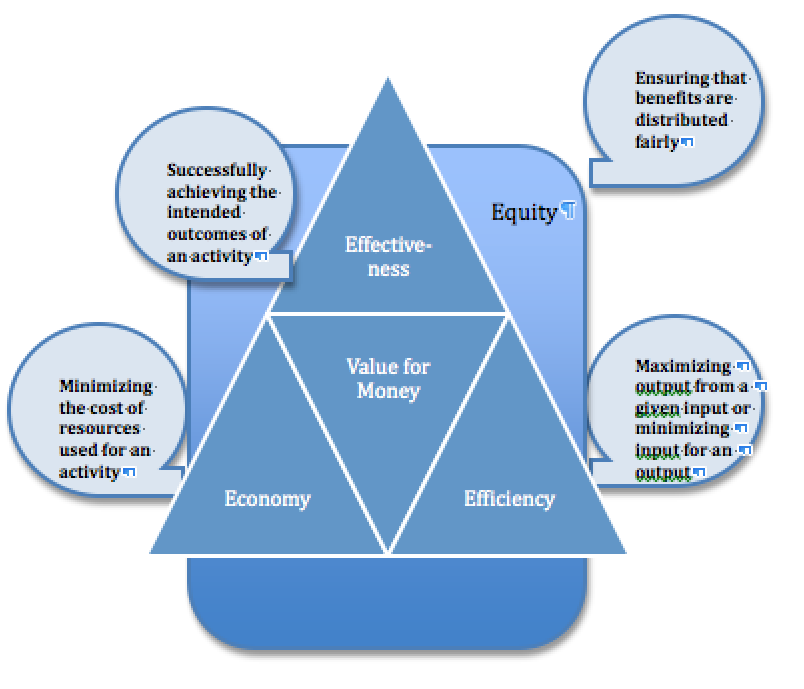 Ensuring that
benefits are
distributed
fairly
Successfully
achieving the
intended
outcomes of
an activity
Equity
Effective-
ness
Value for
Money
Minimizing
the cost of
resources
used for an
activity
Maximizing
output from a
given input or
minimizing
input for an
output
Economy
Efficiency